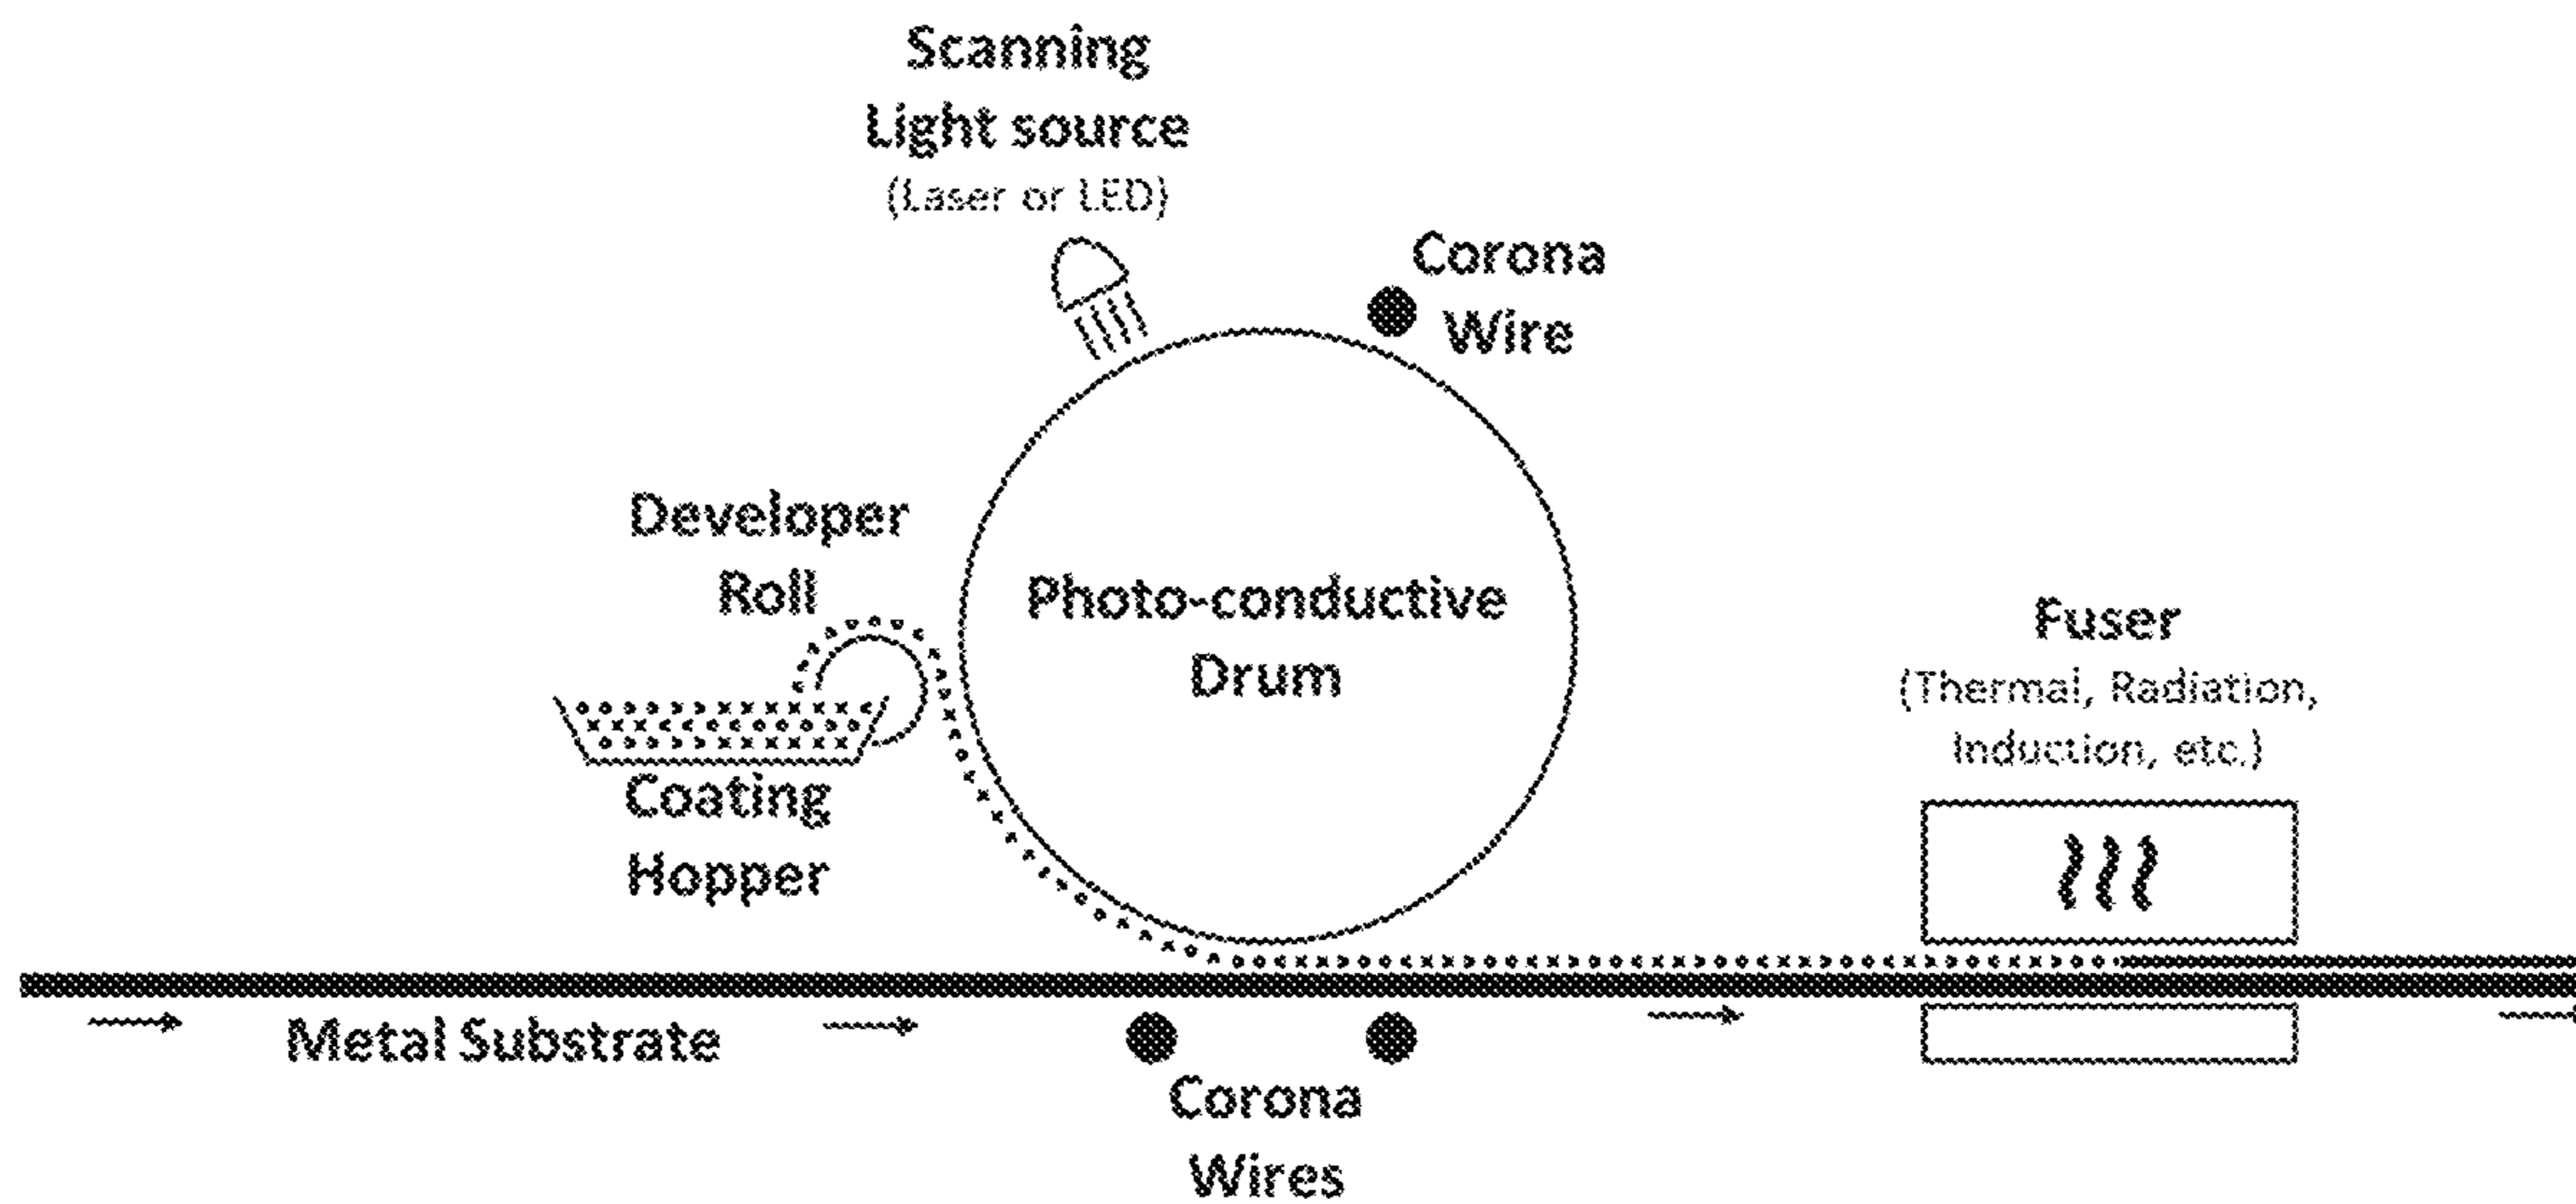 Scanning
Light source
(Laser or LED)
Corona
Wire
Developer
Roll
Photo-conductive
Drum
Fuser
(Thermal, Radiation,
Induction, etc.)
Coating
Hopper
Metal Substrate
Corona
Wires